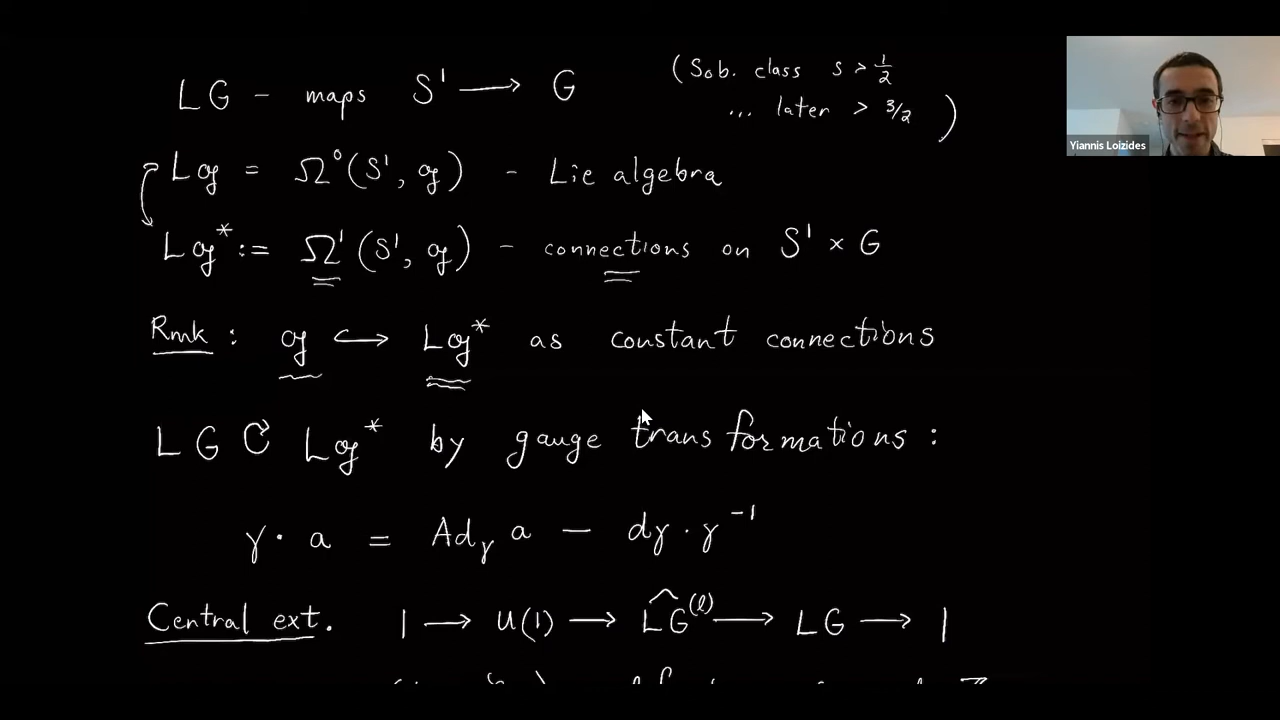 LG – maps S¹ ⟶ G (Sob. class s > 1/2
... later > 3/2 )
L𝔤 = Ω⁰(S¹, 𝔤) – Lie algebra
L𝔤* := Ω¹(S¹, 𝔤) – connections on S¹ × G
Rmk : 𝔤 ↪ L𝔤* as constant connections
LG ↻ L𝔤* by gauge transformations :
γ · a = Ad_γ a – dγ · γ⁻¹
Central ext. 1 ⟶ U(1) ⟶ \widehat{LG}^{(ℓ)} ⟶ LG ⟶ 1
Yiannis Loizides